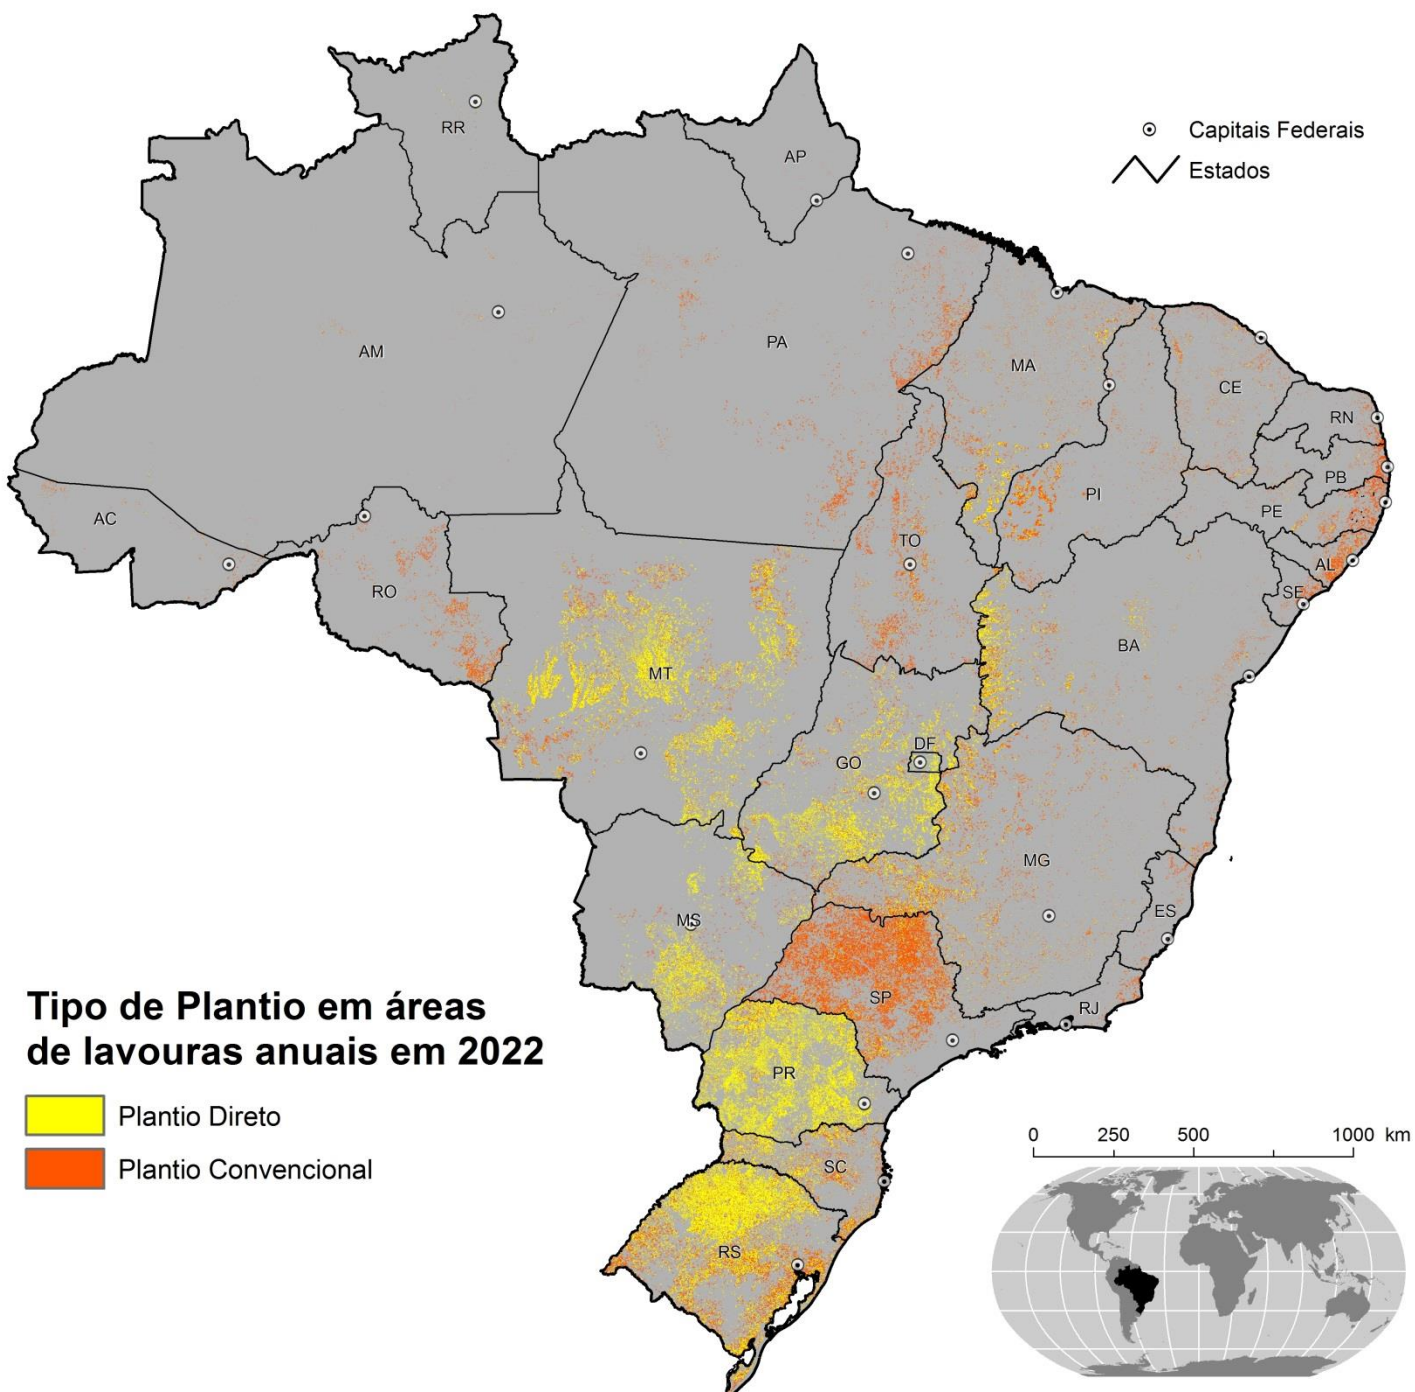 RR
AP
Capitais Federais
Estados
AM
PA
MA
CE
RN
PB
PE
PI
AC
TO
AL
SE
RO
BA
MT
DF
GO
MG
ES
MS
SP
RJ
Tipo de Plantio em áreas
de lavouras anuais em 2022
PR
Plantio Direto
Plantio Convencional
SC
RS
0 250 500 1000 km